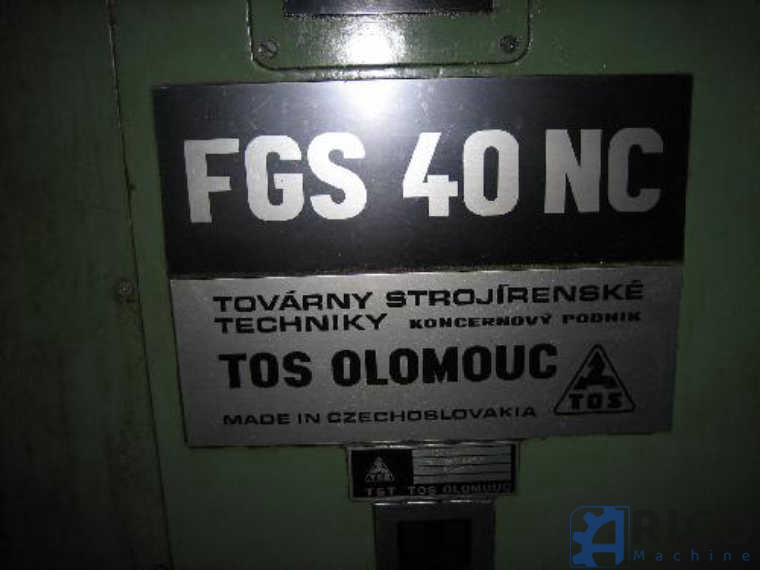 FGS 40 NC
TOVÁRNY STROJÍRENSKÉ
TECHNIKY KONCERNOVÝ PODNIK
TOS OLOMOUC
TOS
MADE IN CZECHOSLOVAKIA
TST TOS OLOMOUC
Machine